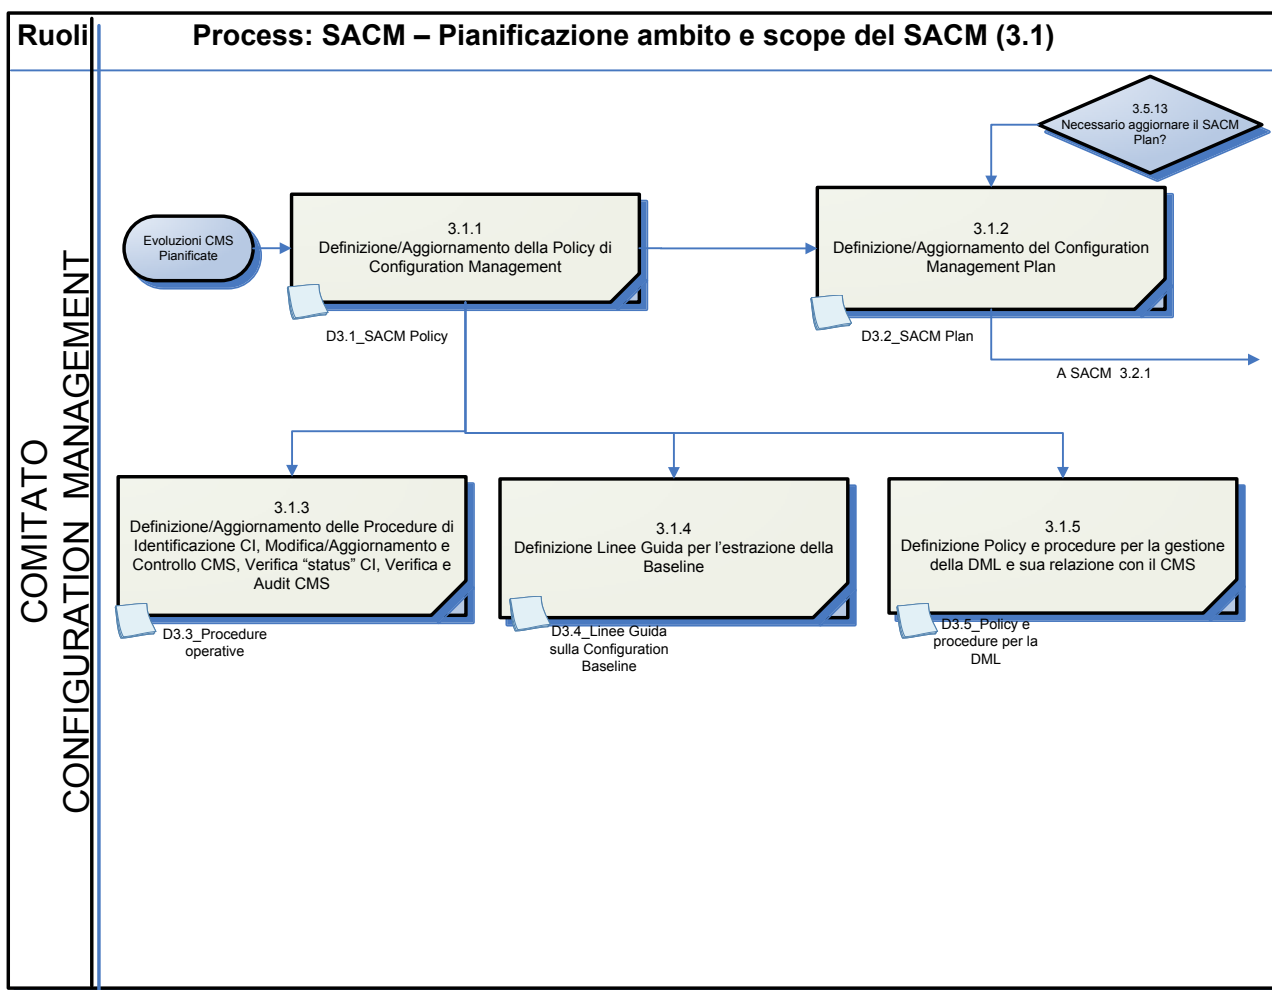 Ruoli
Process: SACM – Pianificazione ambito e scope del SACM (3.1)
COMITATO
CONFIGURATION MANAGEMENT
3.5.13
Necessario aggiornare il SACM
Plan?
Evoluzioni CMS
Pianificate
3.1.1
Definizione/Aggiornamento della Policy di
Configuration Management
D3.1_SACM Policy
3.1.2
Definizione/Aggiornamento del Configuration
Management Plan
D3.2_SACM Plan
A SACM 3.2.1
3.1.3
Definizione/Aggiornamento delle Procedure di
Identificazione CI, Modifica/Aggiornamento e
Controllo CMS, Verifica “status” CI, Verifica e
Audit CMS
D3.3_Procedure
operative
3.1.4
Definizione Linee Guida per l’estrazione della
Baseline
D3.4_Linee Guida
sulla Configuration
Baseline
3.1.5
Definizione Policy e procedure per la gestione
della DML e sua relazione con il CMS
D3.5_Policy e
procedure per la
DML